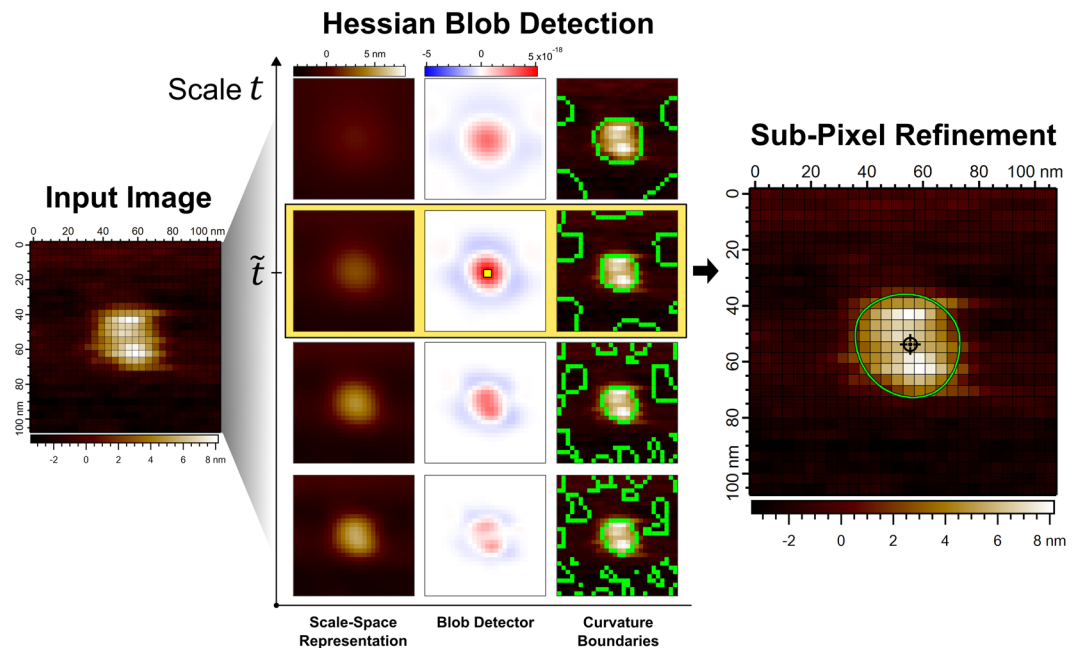 Hessian Blob Detection
0 5 nm
-5 0 5 x10^-18
Scale t
Input Image
0 20 40 60 80 100 nm
0
20
40
60
80
100 nm
-2 0 2 4 6 8 nm
t̃
Sub-Pixel Refinement
0 20 40 60 80 100 nm
0
20
40
60
80
100 nm
-2 0 2 4 6 8 nm
Scale-Space
Representation
Blob Detector
Curvature
Boundaries